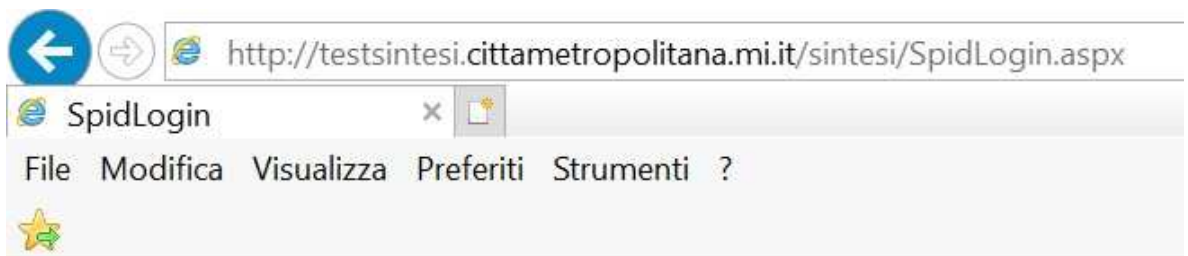 http://testsintesi.cittametropolitana.mi.it/sintesi/SpidLogin.aspx
SpidLogin
File Modifica Visualizza Preferiti Strumenti ?